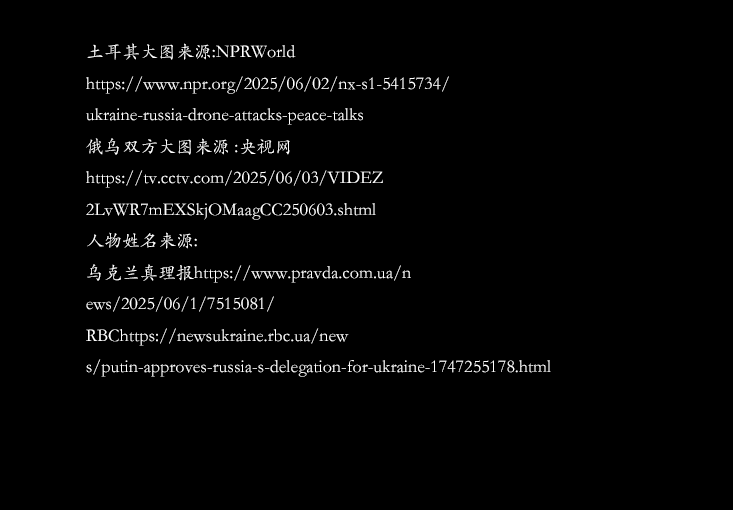 土耳其大图来源:NPRWorld
https://www.npr.org/2025/06/02/nx-s1-5415734/
ukraine-russia-drone-attacks-peace-talks
俄乌双方大图来源 :央视网
https://tv.cctv.com/2025/06/03/VIDEZ
2LvWR7mEXSkjOMaagCC250603.shtml
人物姓名来源:
乌克兰真理报https://www.pravda.com.ua/n
ews/2025/06/1/7515081/
RBChttps://newsukraine.rbc.ua/new
s/putin-approves-russia-s-delegation-for-ukraine-1747255178.html